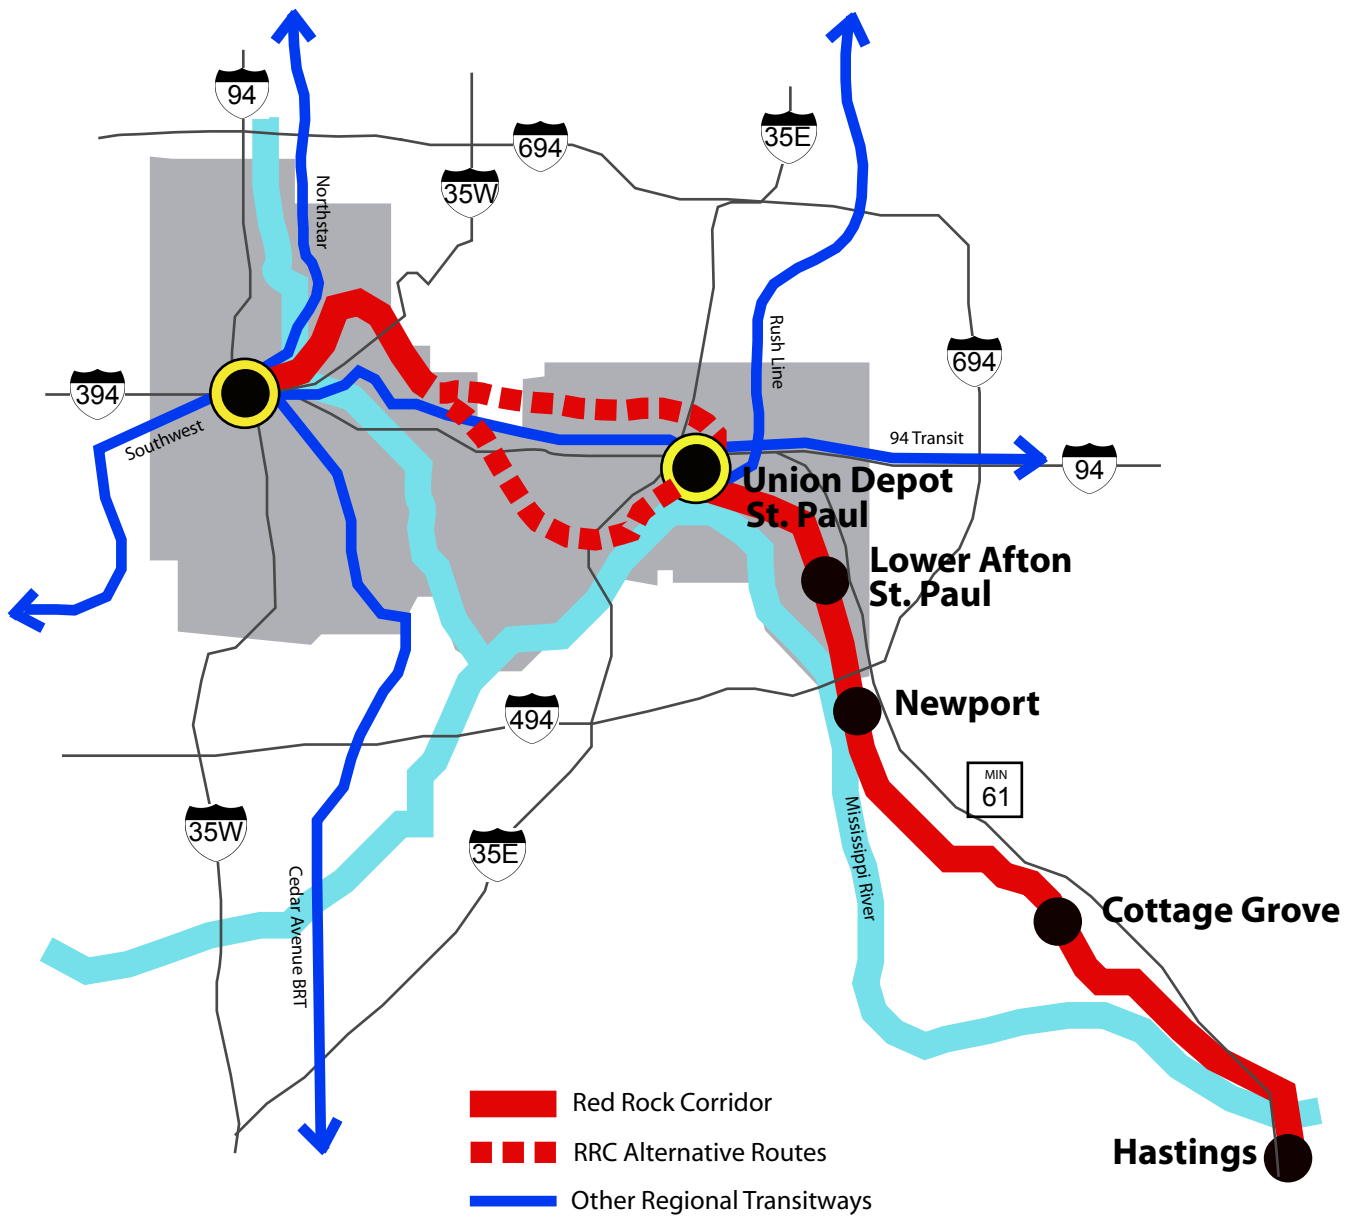 94
694
35E
35W
Northstar
Rush Line
694
394
Southwest
94 Transit
94
Union Depot
St. Paul
Lower Afton
St. Paul
Newport
494
MIN
61
Mississippi River
35W
35E
Cedar Avenue BRT
Cottage Grove
Red Rock Corridor
RRC Alternative Routes
Hastings
Other Regional Transitways